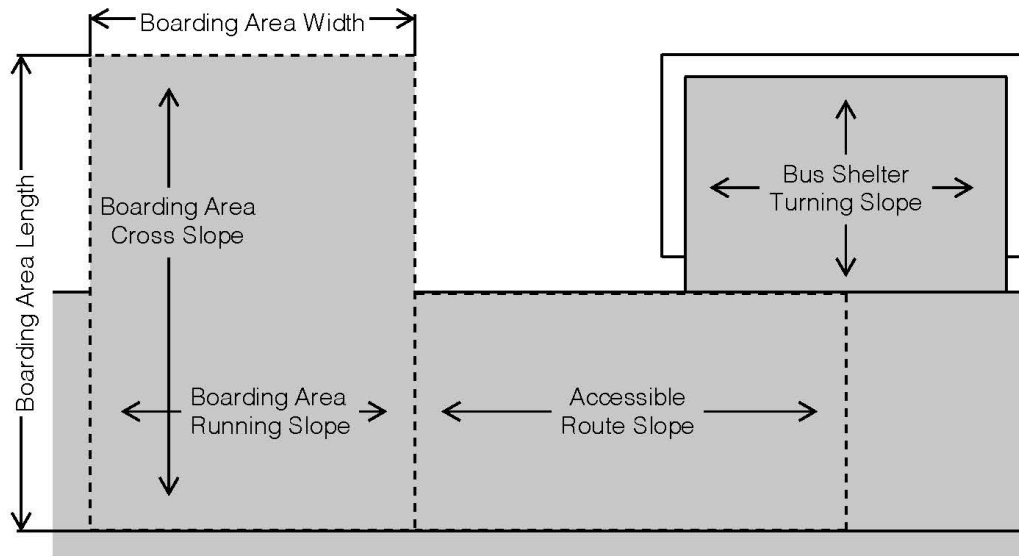 Boarding Area Width
Boarding Area Length
Boarding Area
Cross Slope
Bus Shelter
Turning Slope
Boarding Area
Running Slope
Accessible
Route Slope